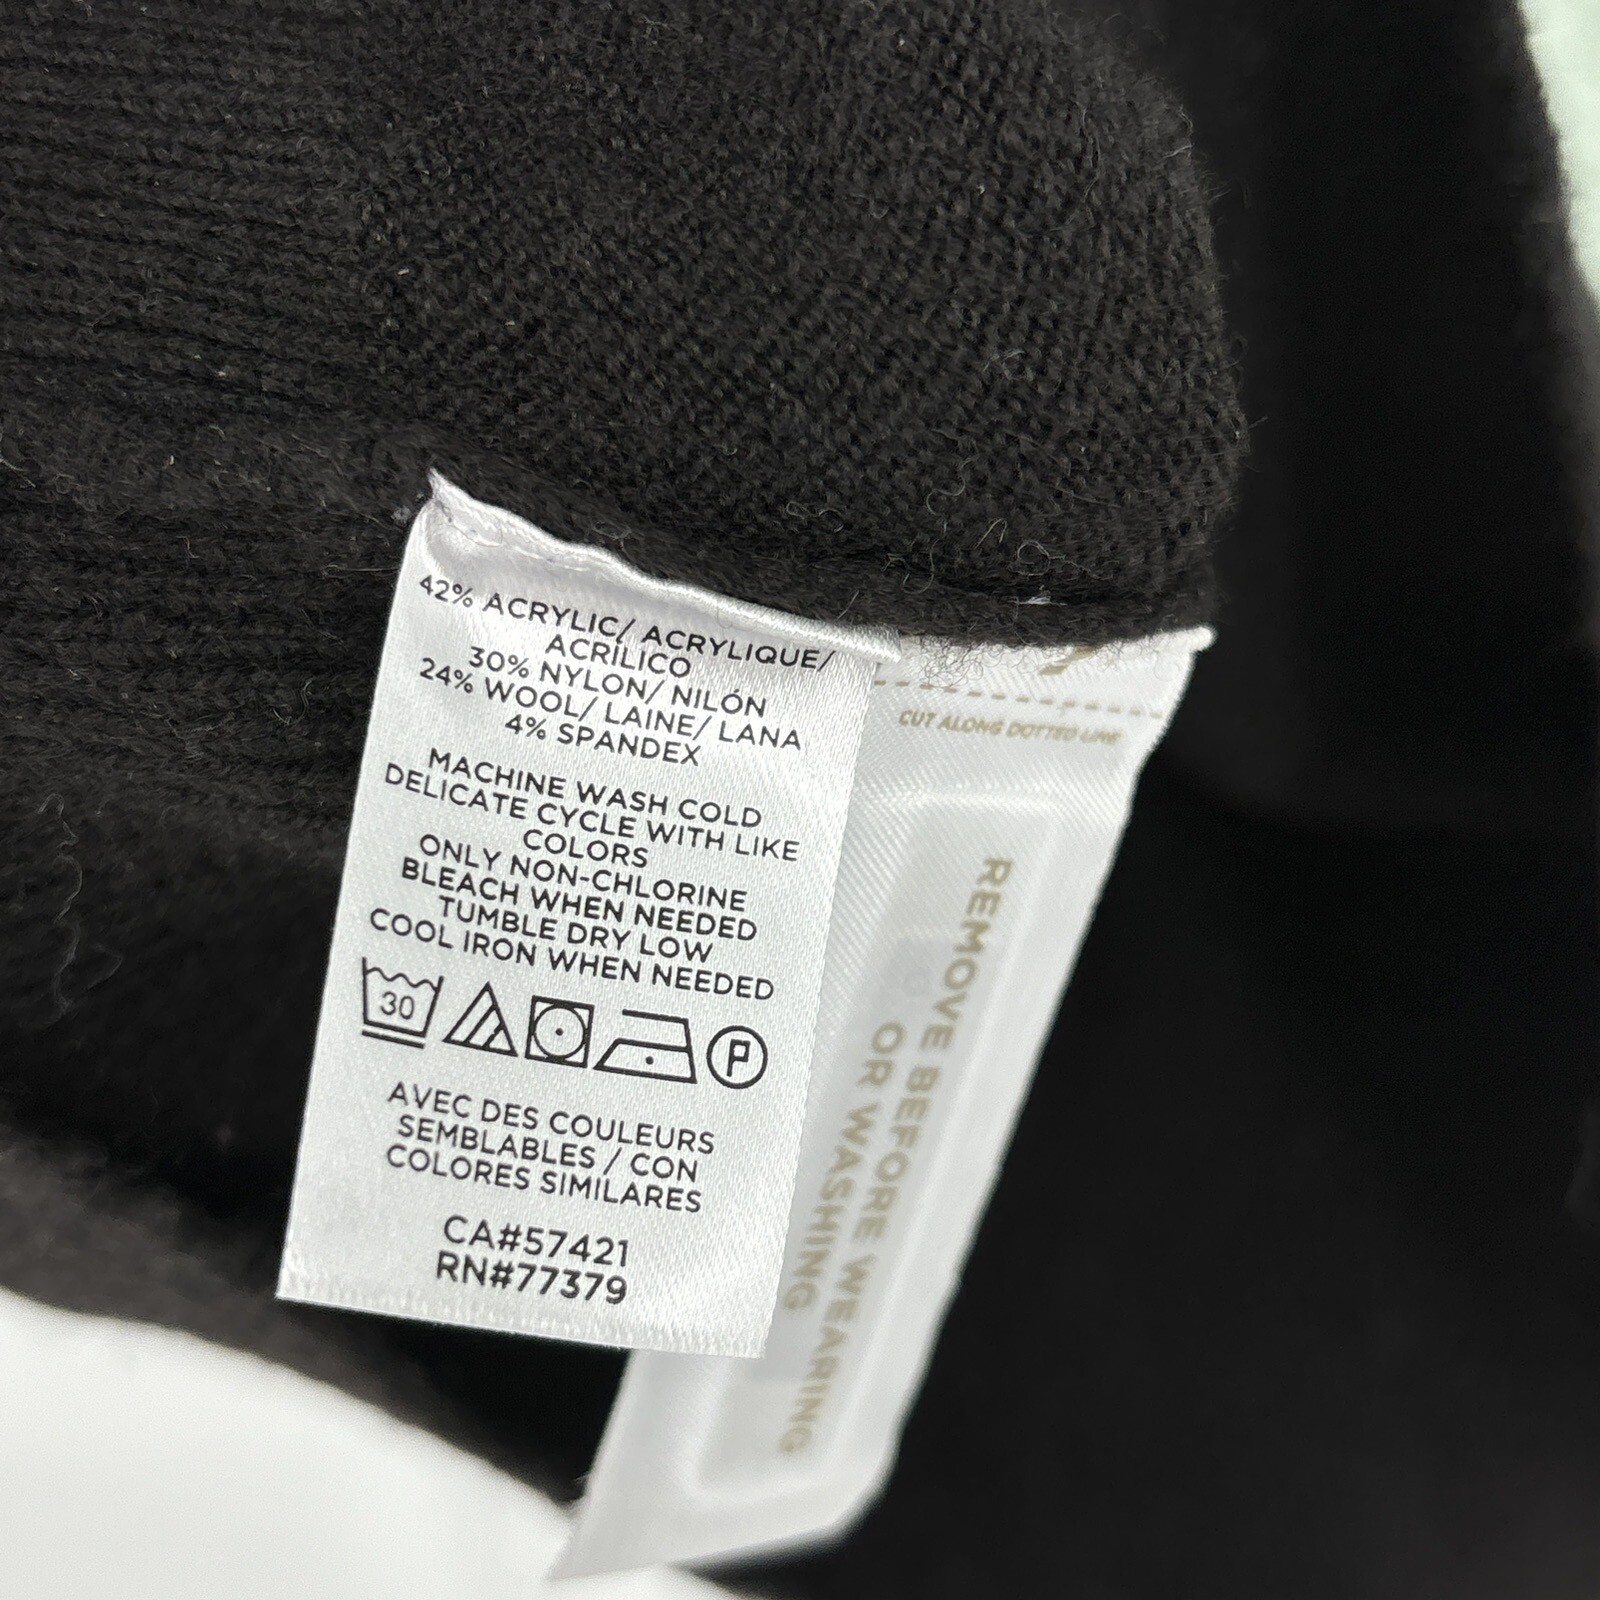 42% ACRYLIC/ ACRYLIQUE/
ACRÍLICO
30% NYLON/ NILÓN
24% WOOL/ LAINE/ LANA
4% SPANDEX
MACHINE WASH COLD
DELICATE CYCLE WITH LIKE
COLORS
ONLY NON-CHLORINE
BLEACH WHEN NEEDED
TUMBLE DRY LOW
COOL IRON WHEN NEEDED
30
P
AVEC DES COULEURS
SEMBLABLES / CON
COLORES SIMILARES
CA#57421
RN#77379
CUT ALONG DOTTED LINE
REMOVE BEFORE WEARING
OR WASHING